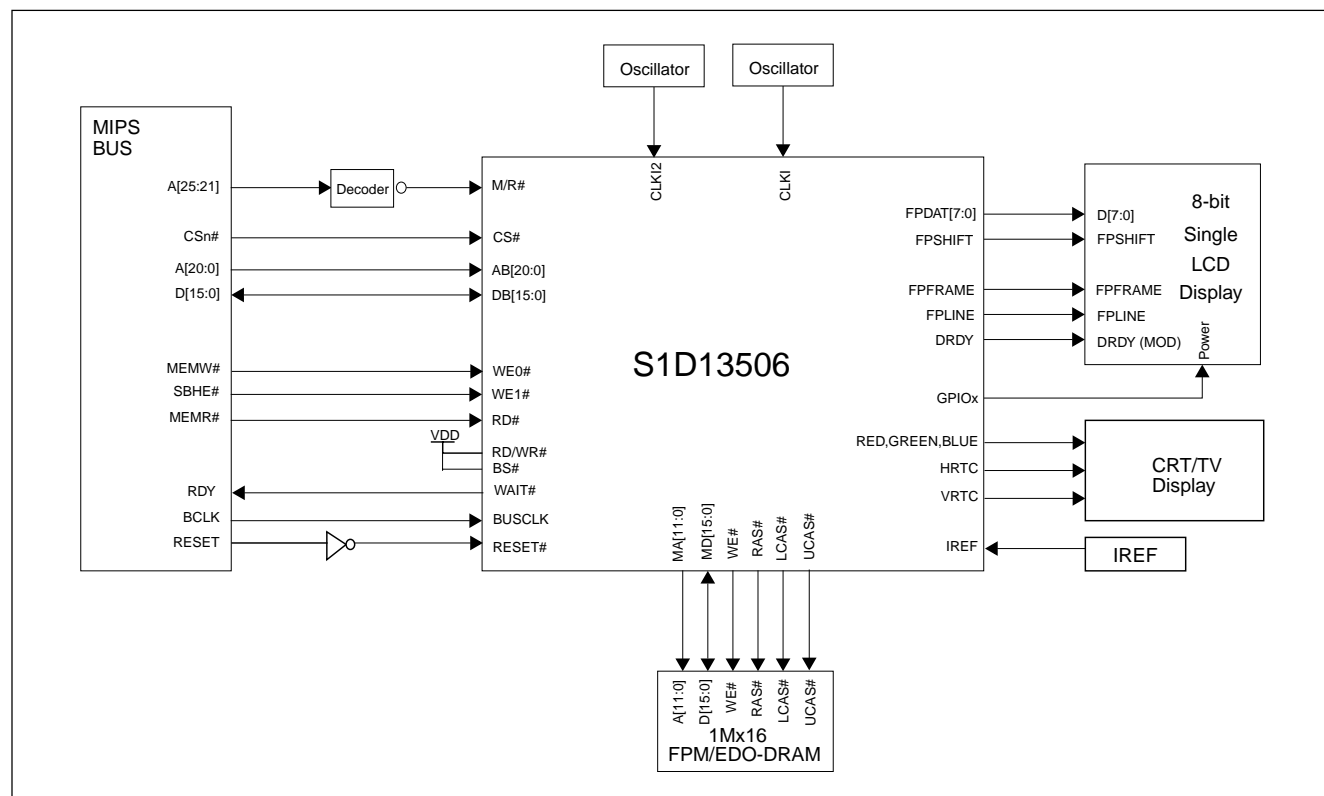 Oscillator
Oscillator
MIPS
BUS
A[25:21]
CSn#
A[20:0]
D[15:0]
MEMW#
SBHE#
MEMR#
RDY
BCLK
RESET
Decoder
VDD
CLKI2
CLKI
M/R#
CS#
AB[20:0]
DB[15:0]
WE0#
WE1#
RD#
RD/WR#
BS#
WAIT#
BUSCLK
RESET#
S1D13506
FPDAT[7:0]
FPSHIFT
FPFRAME
FPLINE
DRDY
GPIOx
RED,GREEN,BLUE
HRTC
VRTC
IREF
MA[11:0]
MD[15:0]
WE#
RAS#
LCAS#
UCAS#
D[7:0]
FPSHIFT
FPFRAME
FPLINE
DRDY (MOD)
Power
8-bit
Single
LCD
Display
CRT/TV
Display
IREF
A[11:0]
D[15:0]
WE#
RAS#
LCAS#
UCAS#
1Mx16
FPM/EDO-DRAM